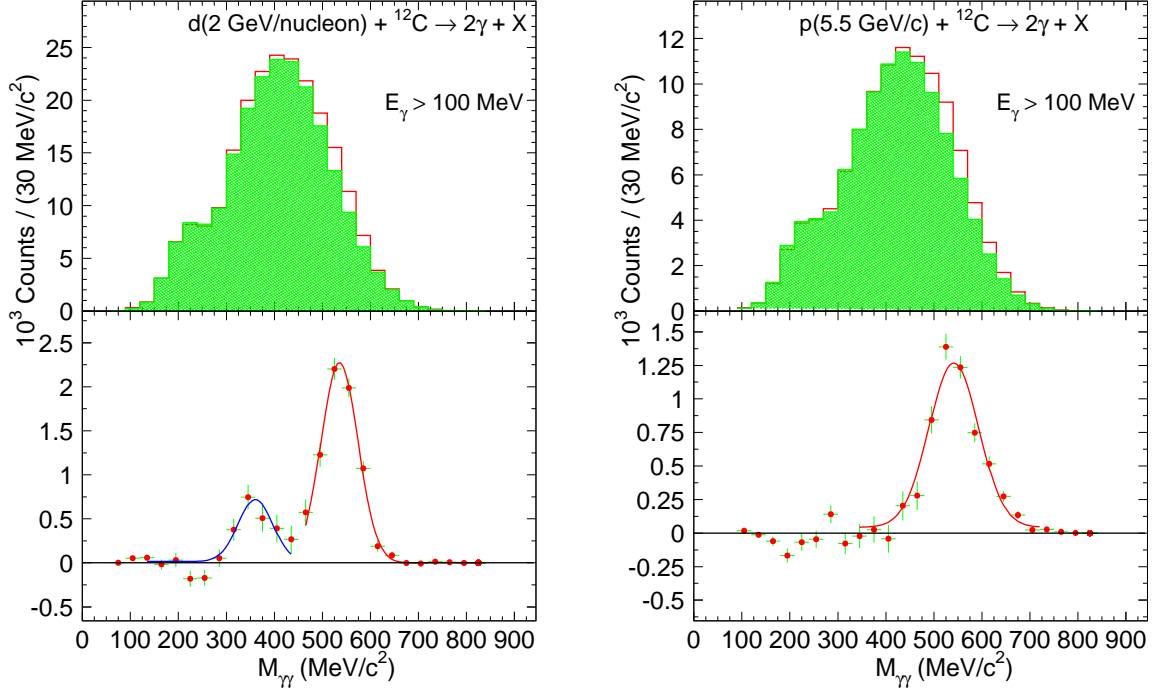 d(2 GeV/nucleon) + ¹²C → 2γ + X
E_γ > 100 MeV
10³ Counts / (30 MeV/c²)
25
20
15
10
5
0
2.5
2
1.5
1
0.5
0
-0.5
0 100 200 300 400 500 600 700 800 900
M_γγ (MeV/c²)
p(5.5 GeV/c) + ¹²C → 2γ + X
E_γ > 100 MeV
10³ Counts / (30 MeV/c²)
12
10
8
6
4
2
0
1.5
1.25
1
0.75
0.5
0.25
0
-0.25
-0.5
0 100 200 300 400 500 600 700 800 900
M_γγ (MeV/c²)